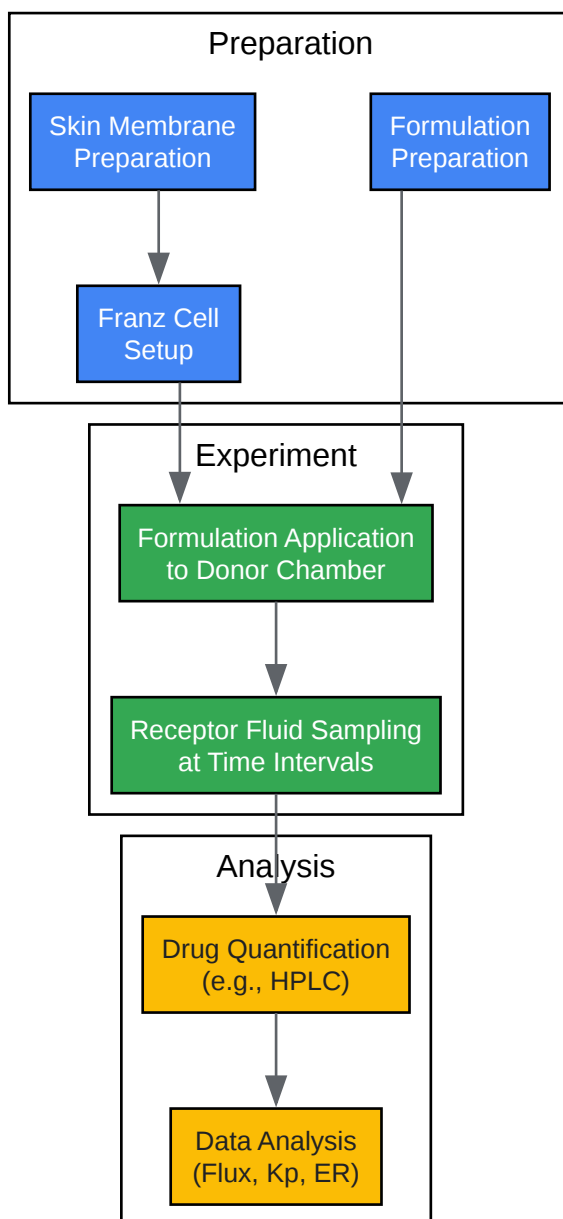 Preparation
Skin Membrane
Preparation
Formulation
Preparation
Franz Cell
Setup
Experiment
Formulation Application
to Donor Chamber
Receptor Fluid Sampling
at Time Intervals
Analysis
Drug Quantification
(e.g., HPLC)
Data Analysis
(Flux, Kp, ER)